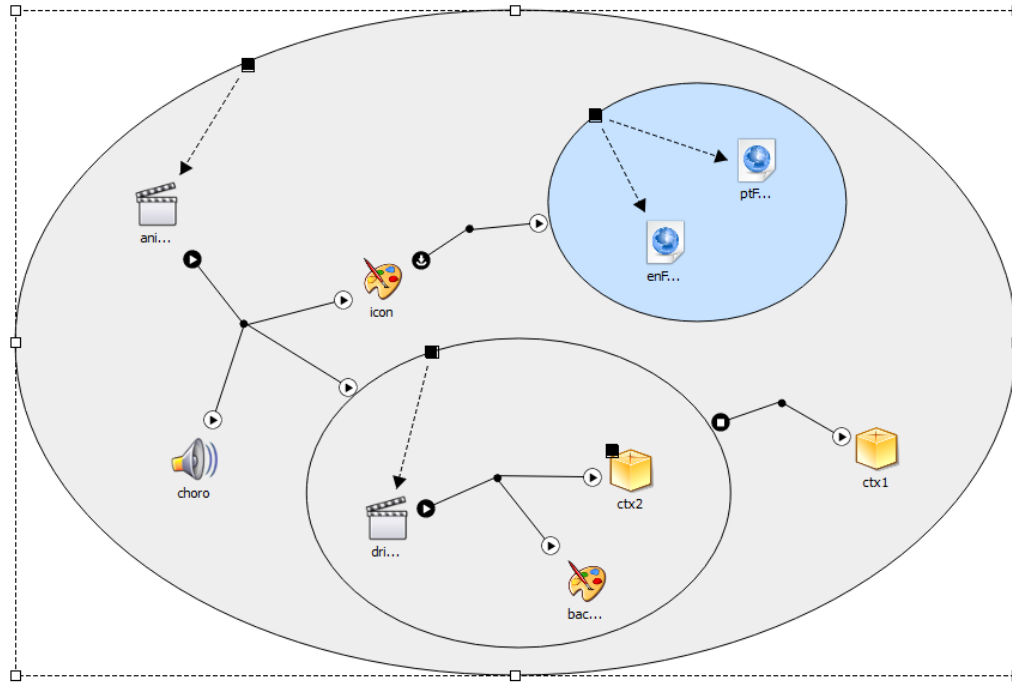 ptF...
ani...
enF...
icon
choro
ctx1
ctx2
dri...
bac...